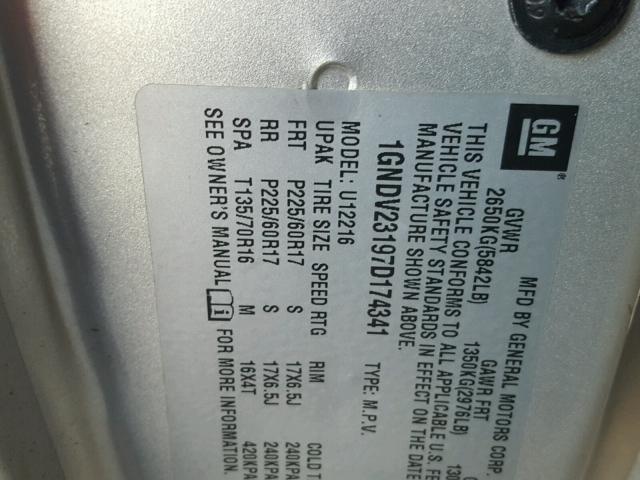 GM ®
MFD BY GENERAL MOTORS CORP.
GVWR GAWR FRT
2650KG(5842LB) 1350KG(2976LB) 130
THIS VEHICLE CONFORMS TO ALL APPLICABLE U.S. FE
VEHICLE SAFETY STANDARDS IN EFFECT ON THE DATE
MANUFACTURE SHOWN ABOVE.
1GNDV23197D174341 TYPE: M.P.V.
MODEL: U12216
UPAK TIRE SIZE SPEED RTG RIM COLD T
FRT P225/60R17 S 17X6.5J 240KPA
RR P225/60R17 S 17X6.5J 240KPA
SPA T135/70R16 M 16X4T 420KPA
SEE OWNER'S MANUAL i FOR MORE INFORMATION.